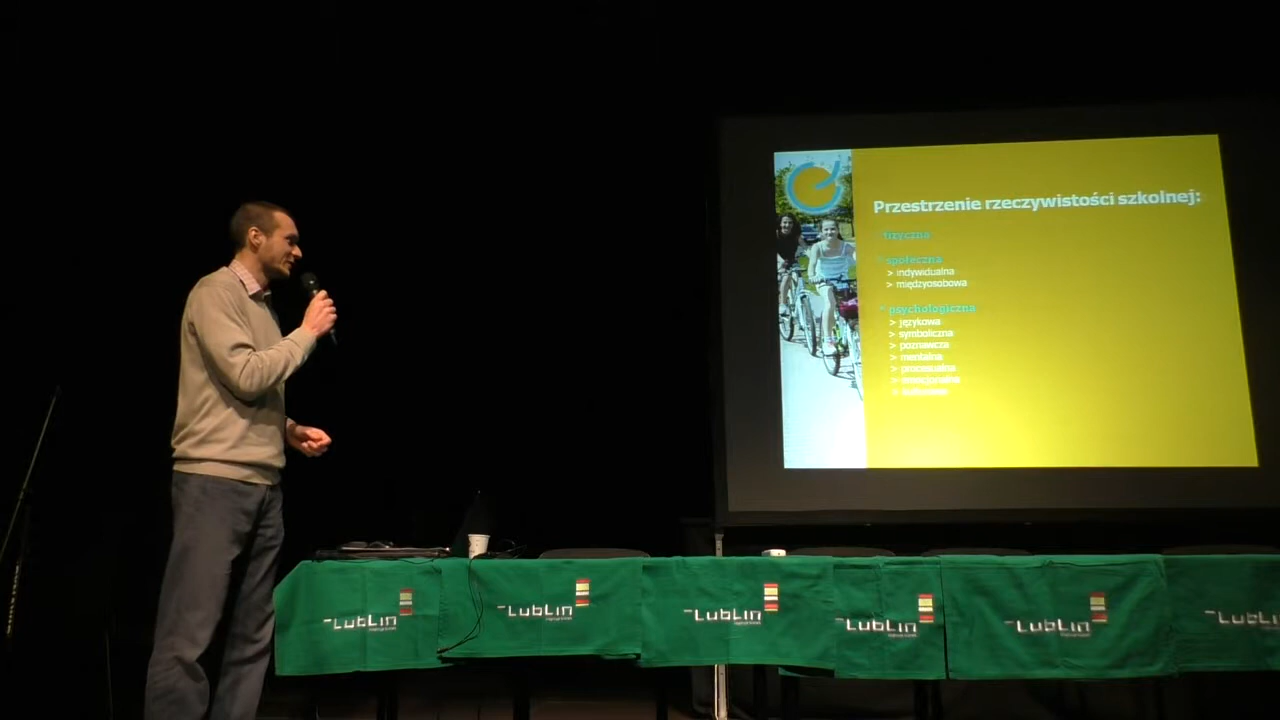 Przestrzenie rzeczywistości szkolnej:
* fizyczna
* społeczna
> indywidualna
> międzyosobowa
* psychologiczna
> językowa
> symboliczna
> poznawcza
> mentalna
> procesualna
> emocjonalna
LubLin
LubLin
LubLin
LubLin
LubLin
LubLi